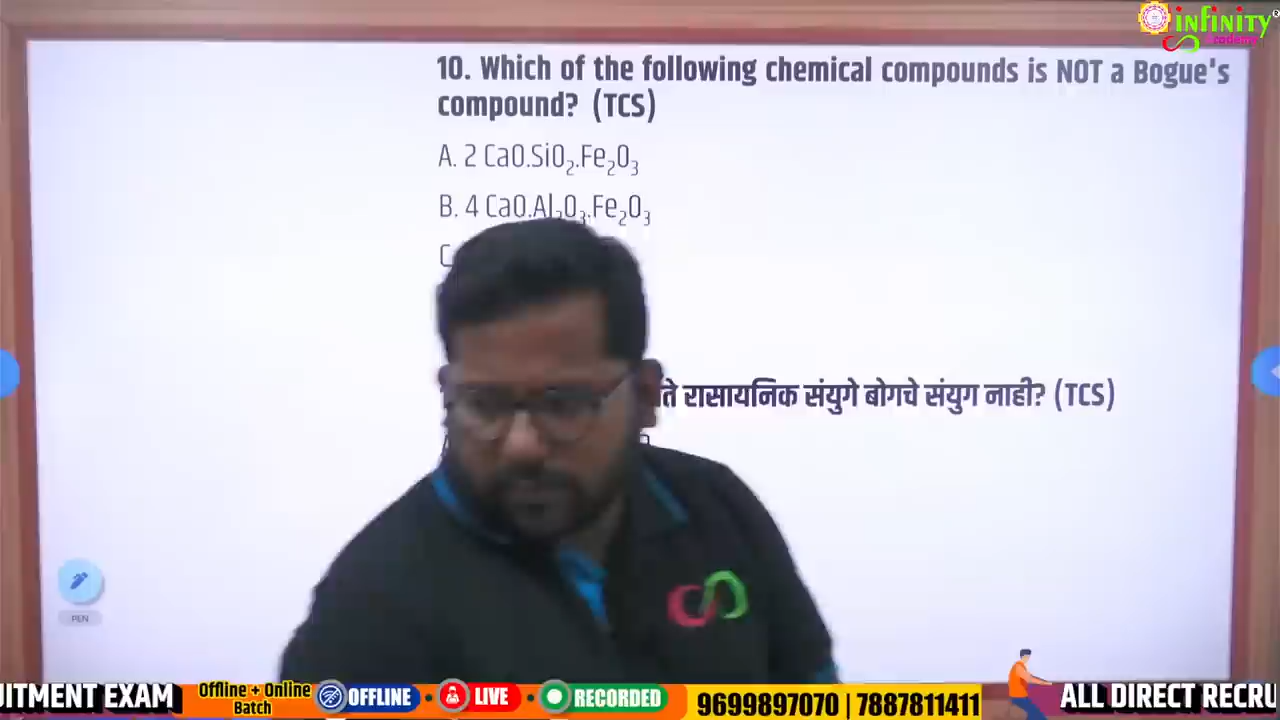 infinity
10. Which of the following chemical compounds is NOT a Bogue's
compound? (TCS)
A. 2 CaO.SiO₂.Fe₂O₃
B. 4 CaO.Al₂O₃.Fe₂O₃
C
रासायनिक संयुगे बोगचे संयुग नाही? (TCS)
PEN
UITMENT EXAM
Offline + Online
Batch
OFFLINE
LIVE
RECORDED
9699897070 | 7887811411
ALL DIRECT RECRU